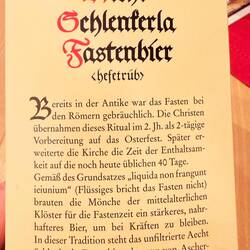 Schlenkerla
Fastenbier
<hefetrüb>
Bereits in der Antike war das Fasten bei
den Römern gebräuchlich. Die Christen
übernahmen dieses Ritual im 2. Jh. als 2-tägige
Vorbereitung auf das Osterfest. Später er-
weiterte die Kirche die Zeit der Enthaltsam-
keit auf die noch heute üblichen 40 Tage.
Gemäß des Grundsatzes „liquida non frangunt
ieiunium“ (Flüssiges bricht das Fasten nicht)
brauten die Mönche der mittelalterlichen
Klöster für die Fastenzeit ein stärkeres, nahr-
hafteres Bier, um bei Kräften zu bleiben.
In dieser Tradition steht das unfiltrierte Aecht